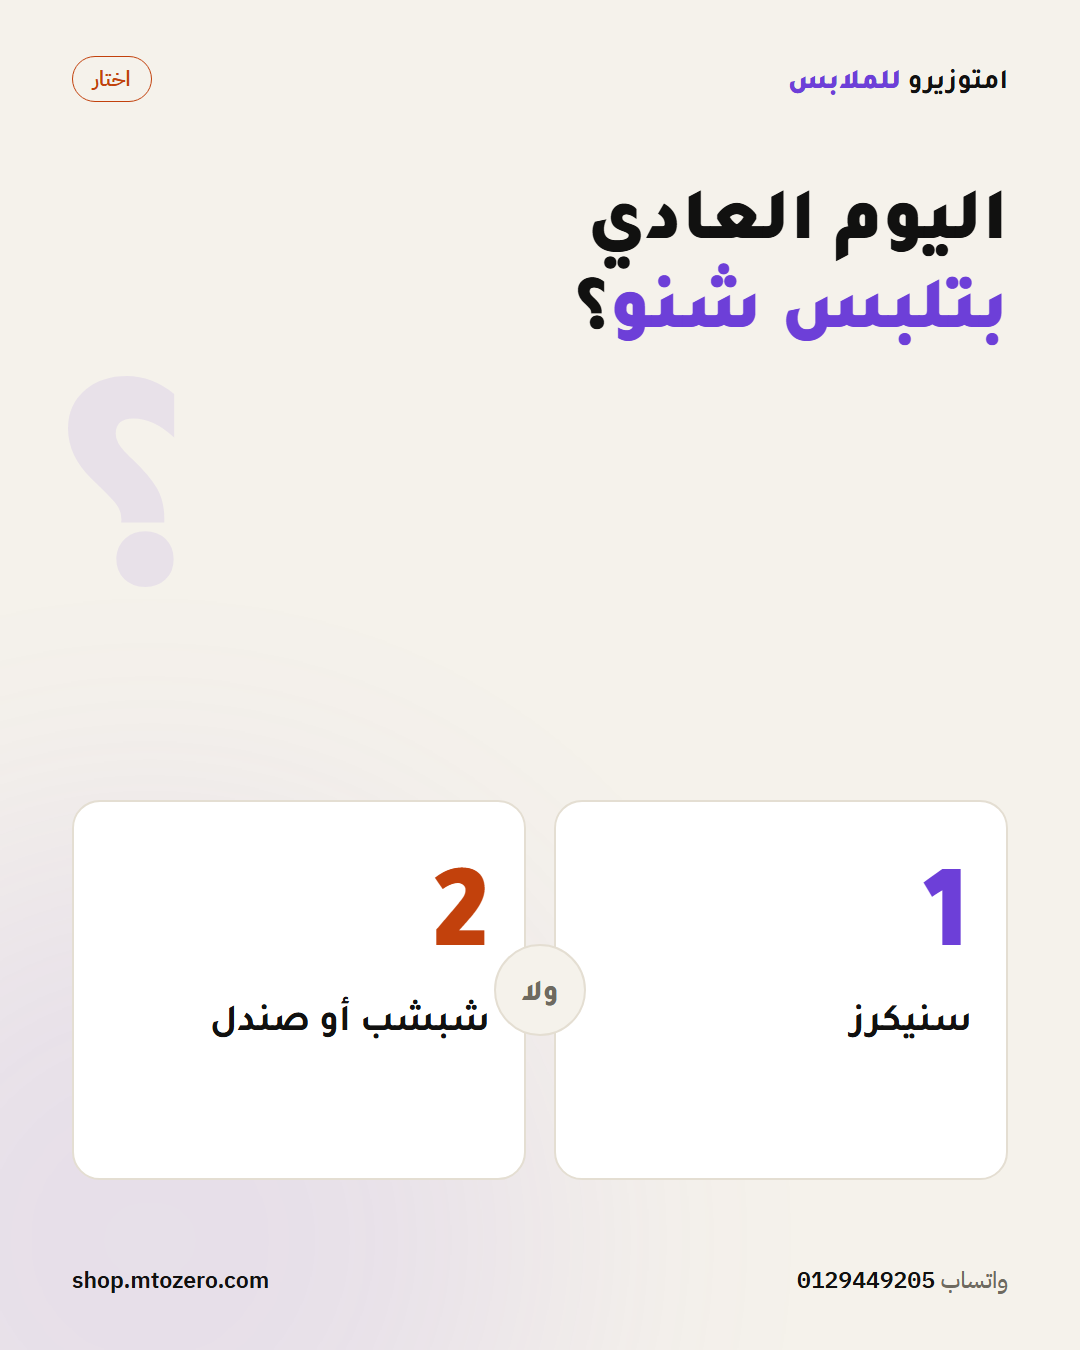 امتوزيرو للملابس
اختار
اليوم العادي
بتلبس شنو؟
؟
1
سنيكرز
ولا
2
شبشب أو صندل
واتساب 0129449205
shop.mtozero.com